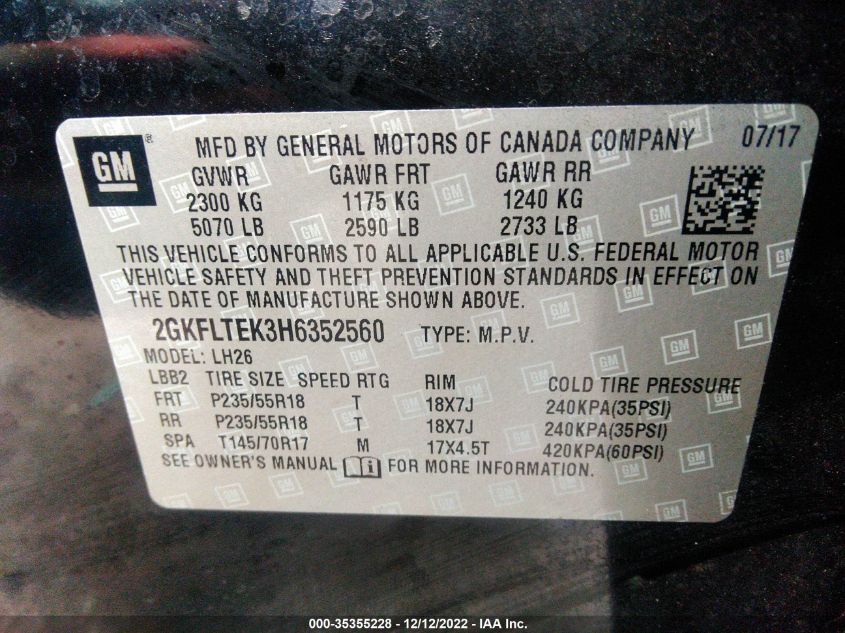 GM ® MFD BY GENERAL MOTORS OF CANADA COMPANY 07/17
GVWR GAWR FRT GAWR RR
2300 KG 1175 KG 1240 KG
5070 LB 2590 LB 2733 LB
THIS VEHICLE CONFORMS TO ALL APPLICABLE U.S. FEDERAL MOTOR
VEHICLE SAFETY AND THEFT PREVENTION STANDARDS IN EFFECT ON
THE DATE OF MANUFACTURE SHOWN ABOVE.
2GKFLTEK3H6352560 TYPE: M.P.V.
MODEL: LH26
LBB2 TIRE SIZE SPEED RTG RIM COLD TIRE PRESSURE
FRT P235/55R18 T 18X7J 240KPA(35PSI)
RR P235/55R18 T 18X7J 240KPA(35PSI)
SPA T145/70R17 M 17X4.5T 420KPA(60PSI)
SEE OWNER'S MANUAL FOR MORE INFORMATION.
000-35355228 - 12/12/2022 - IAA Inc.